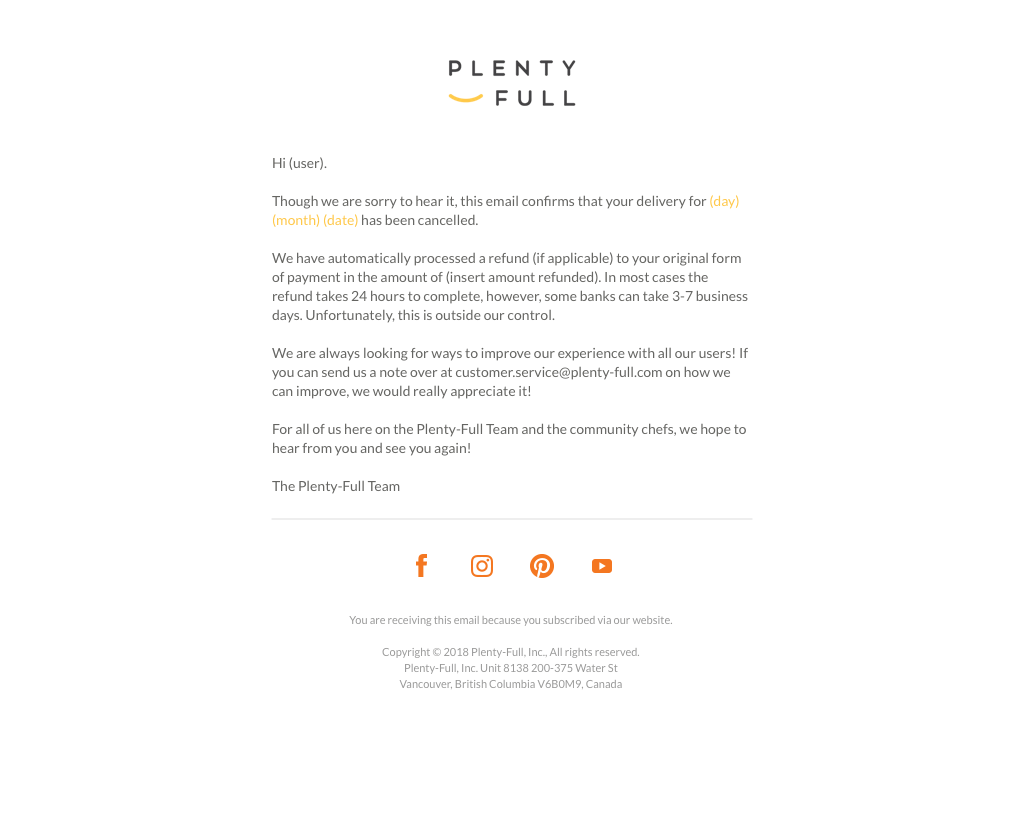 PLENTY
FULL
Hi (user).
Though we are sorry to hear it, this email confirms that your delivery for (day)
(month) (date) has been cancelled.
We have automatically processed a refund (if applicable) to your original form
of payment in the amount of (insert amount refunded). In most cases the
refund takes 24 hours to complete, however, some banks can take 3-7 business
days. Unfortunately, this is outside our control.
We are always looking for ways to improve our experience with all our users! If
you can send us a note over at customer.service@plenty-full.com on how we
can improve, we would really appreciate it!
For all of us here on the Plenty-Full Team and the community chefs, we hope to
hear from you and see you again!
The Plenty-Full Team
You are receiving this email because you subscribed via our website.
Copyright © 2018 Plenty-Full, Inc., All rights reserved.
Plenty-Full, Inc. Unit 8138 200-375 Water St
Vancouver, British Columbia V6B0M9, Canada